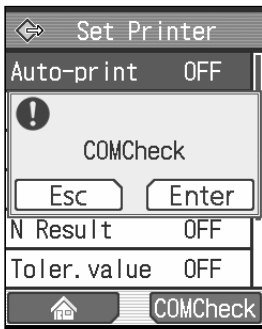 Set Printer
Auto-print OFF
COMCheck
Esc Enter
N Result OFF
Toler.value OFF
COMCheck